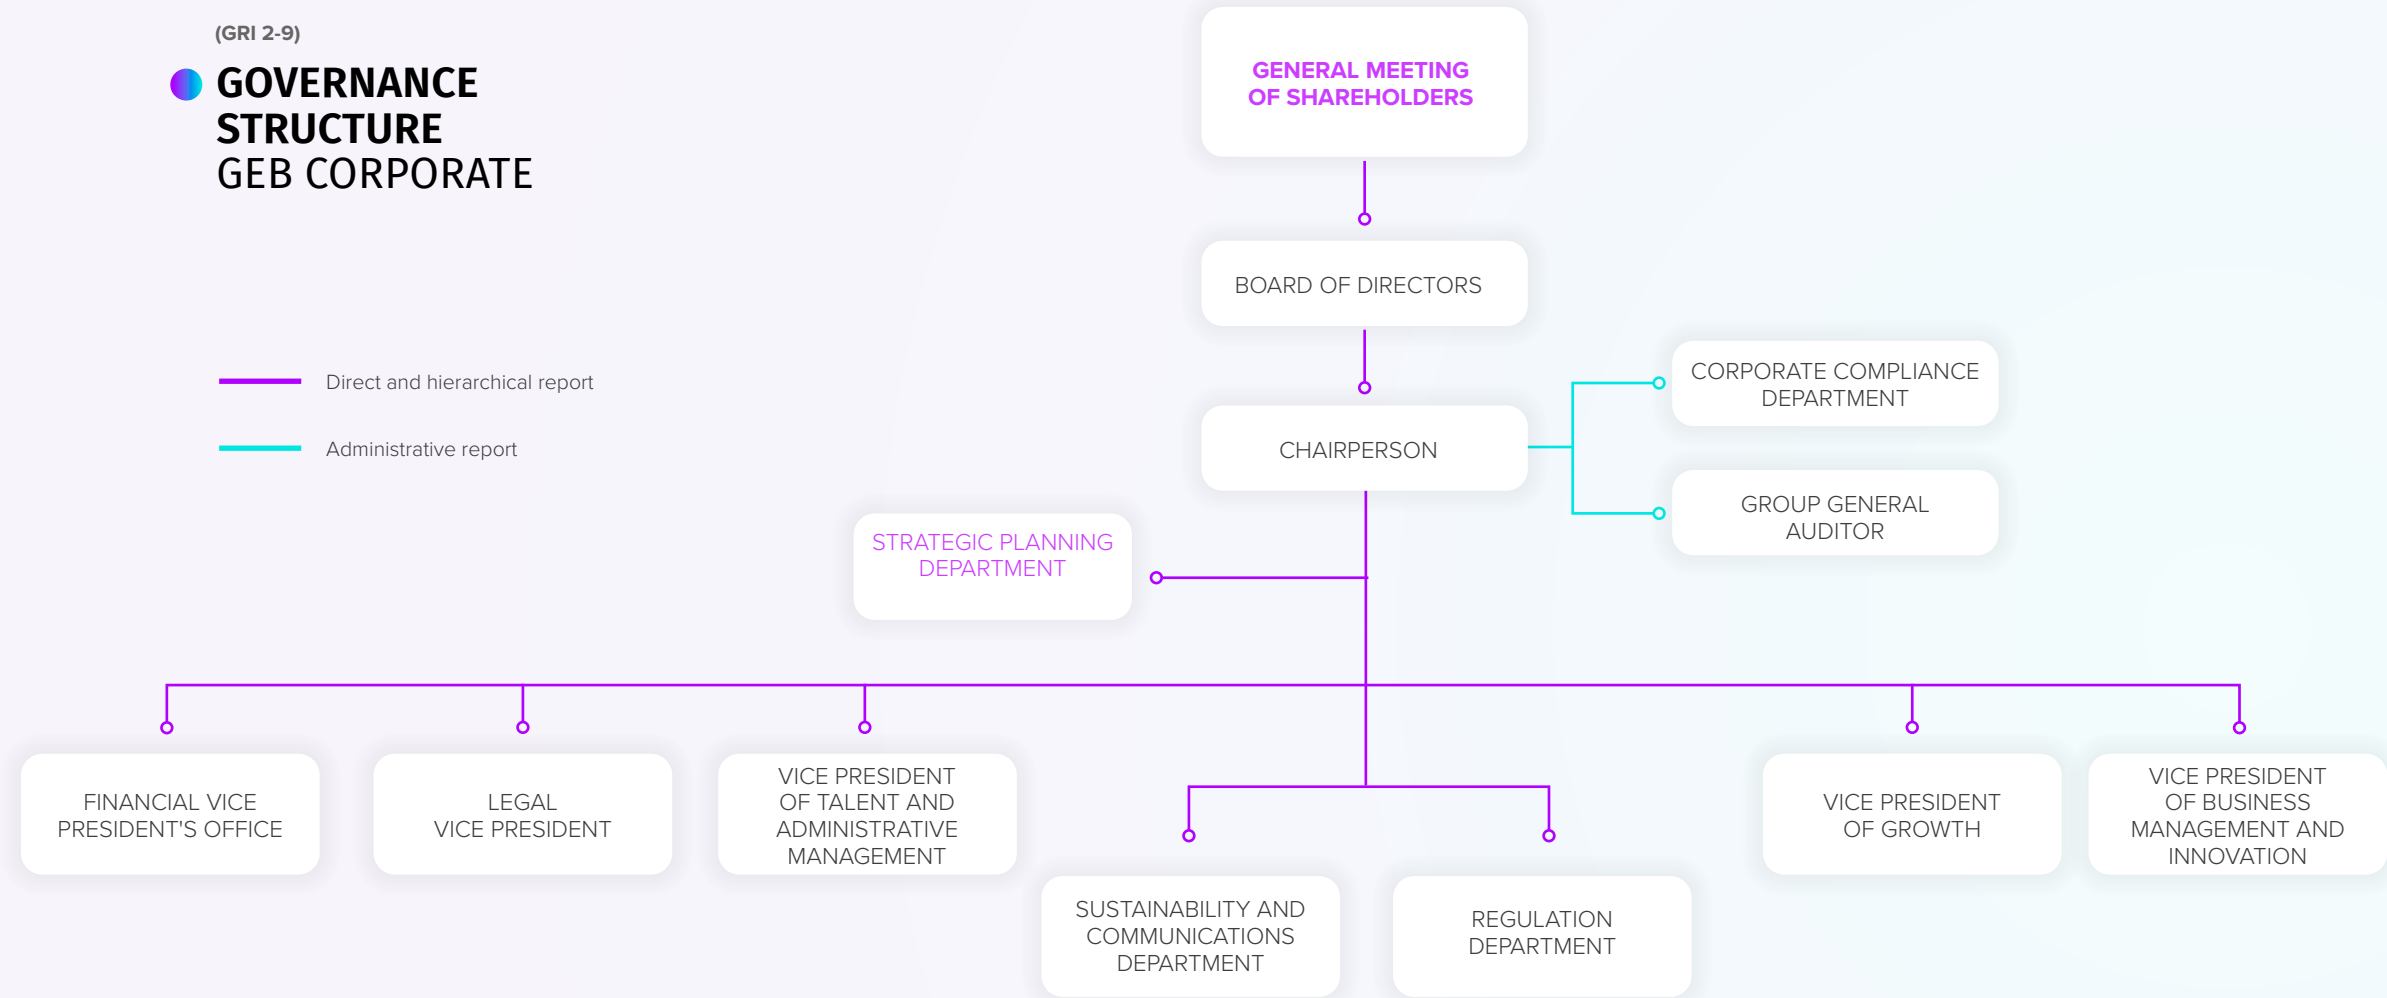 (GRI 2-9)
GOVERNANCE
STRUCTURE
GEB CORPORATE
Direct and hierarchical report
Administrative report
GENERAL MEETING
OF SHAREHOLDERS
BOARD OF DIRECTORS
CHAIRPERSON
CORPORATE COMPLIANCE
DEPARTMENT
GROUP GENERAL
AUDITOR
STRATEGIC PLANNING
DEPARTMENT
FINANCIAL VICE
PRESIDENT'S OFFICE
LEGAL
VICE PRESIDENT
VICE PRESIDENT
OF TALENT AND
ADMINISTRATIVE
MANAGEMENT
SUSTAINABILITY AND
COMMUNICATIONS
DEPARTMENT
REGULATION
DEPARTMENT
VICE PRESIDENT
OF GROWTH
VICE PRESIDENT
OF BUSINESS
MANAGEMENT AND
INNOVATION